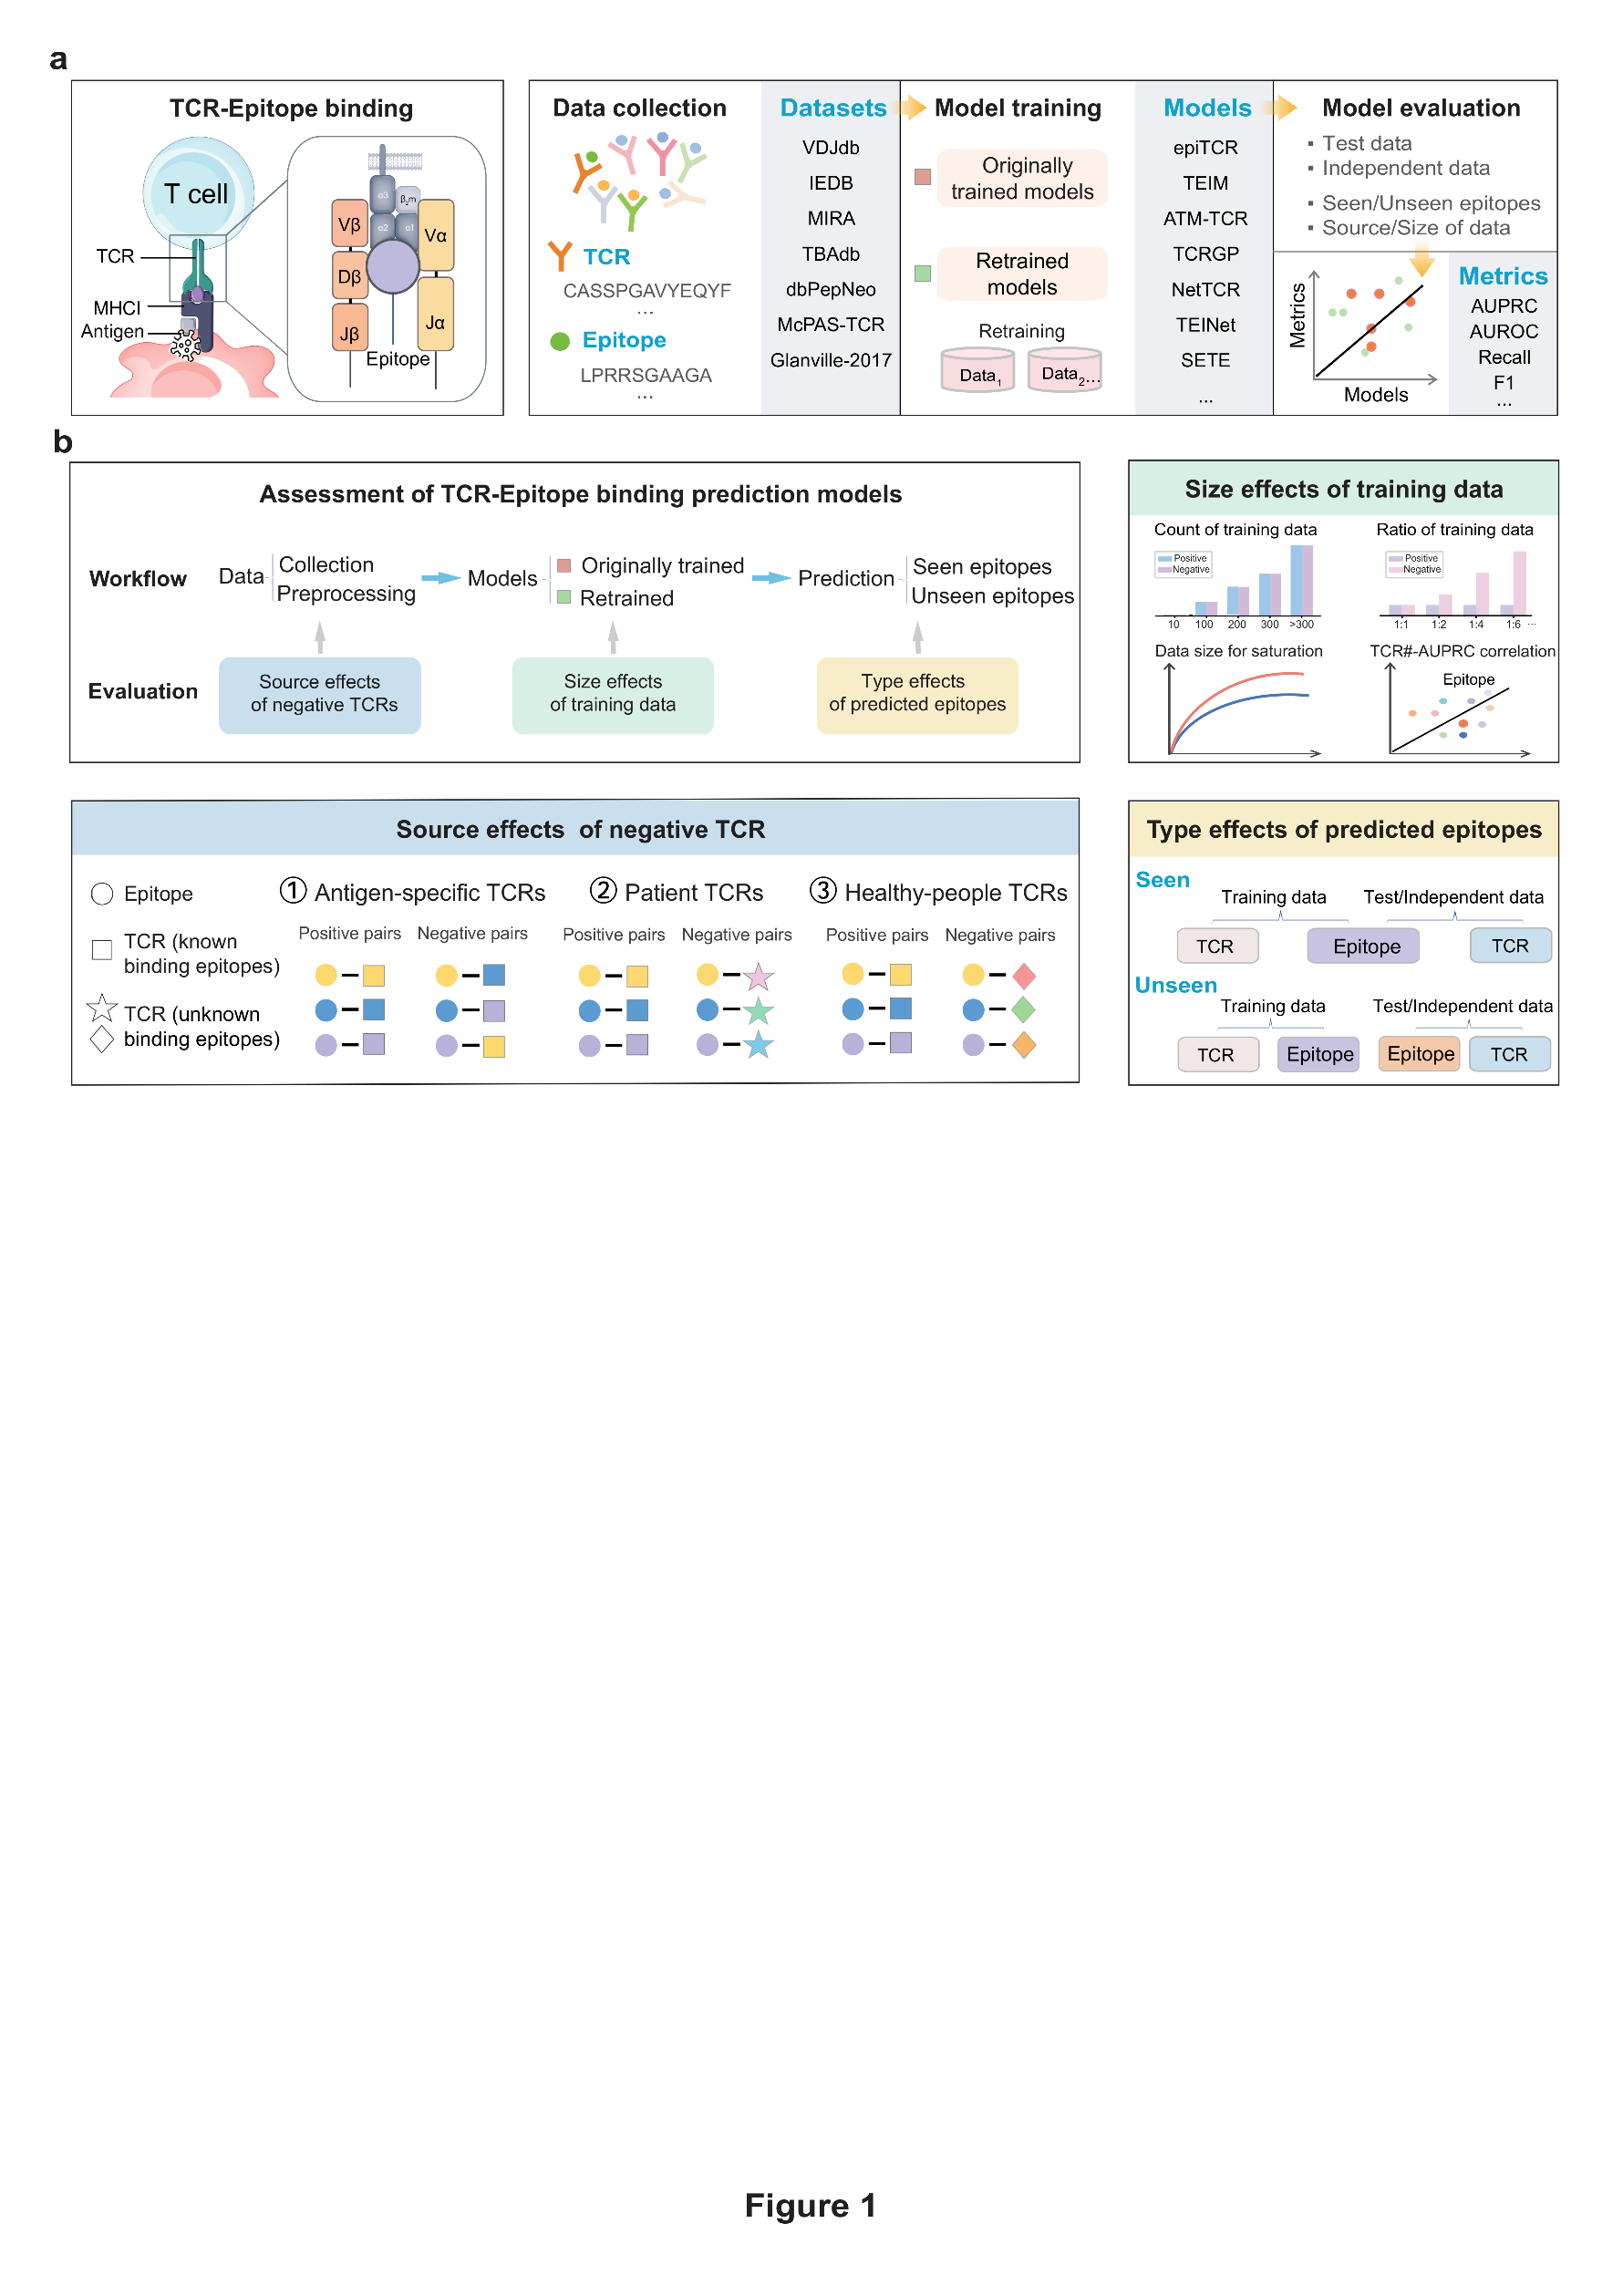 a
TCR-Epitope binding
T cell
TCR
MHCI
Antigen
Vβ
Dβ
Jβ
α3
β2m
α2
α1
Vα
Jα
Epitope
Data collection
TCR
CASSPGAVYEQYF
...
Epitope
LPRRSGAAGA
...
Datasets
VDJdb
IEDB
MIRA
TBAdb
dbPepNeo
McPAS-TCR
Glanville-2017
Model training
Originally
trained models
Retrained
models
Retraining
Data1
Data2...
Models
epiTCR
TEIM
ATM-TCR
TCRGP
NetTCR
TEINet
SETE
...
Model evaluation
▪ Test data
▪ Independent data
▪ Seen/Unseen epitopes
▪ Source/Size of data
Metrics
Models
Metrics
AUPRC
AUROC
Recall
F1
...
b
Assessment of TCR-Epitope binding prediction models
Workflow
Data
Collection
Preprocessing
Models
Originally trained
Retrained
Prediction
Seen epitopes
Unseen epitopes
Evaluation
Source effects
of negative TCRs
Size effects
of training data
Type effects
of predicted epitopes
Size effects of training data
Count of training data
Positive
Negative
10 100 200 300 >300
Ratio of training data
Positive
Negative
1:1 1:2 1:4 1:6 ...
Data size for saturation
TCR#-AUPRC correlation
Epitope
Source effects of negative TCR
Epitope
TCR (known
binding epitopes)
TCR (unknown
binding epitopes)
① Antigen-specific TCRs
Positive pairs Negative pairs
② Patient TCRs
Positive pairs Negative pairs
③ Healthy-people TCRs
Positive pairs Negative pairs
Type effects of predicted epitopes
Seen
Training data Test/Independent data
TCR Epitope TCR
Unseen
Training data Test/Independent data
TCR Epitope Epitope TCR
Figure 1